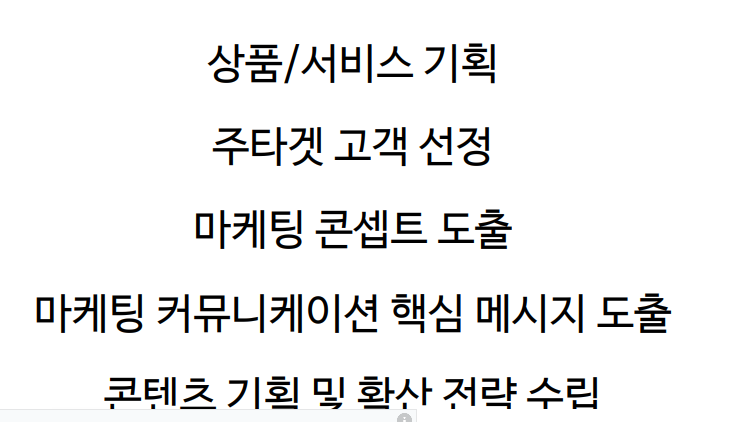 상품/서비스 기획
주타겟 고객 선정
마케팅 콘셉트 도출
마케팅 커뮤니케이션 핵심 메시지 도출
콘텐츠 기획 및 확산 전략 수립